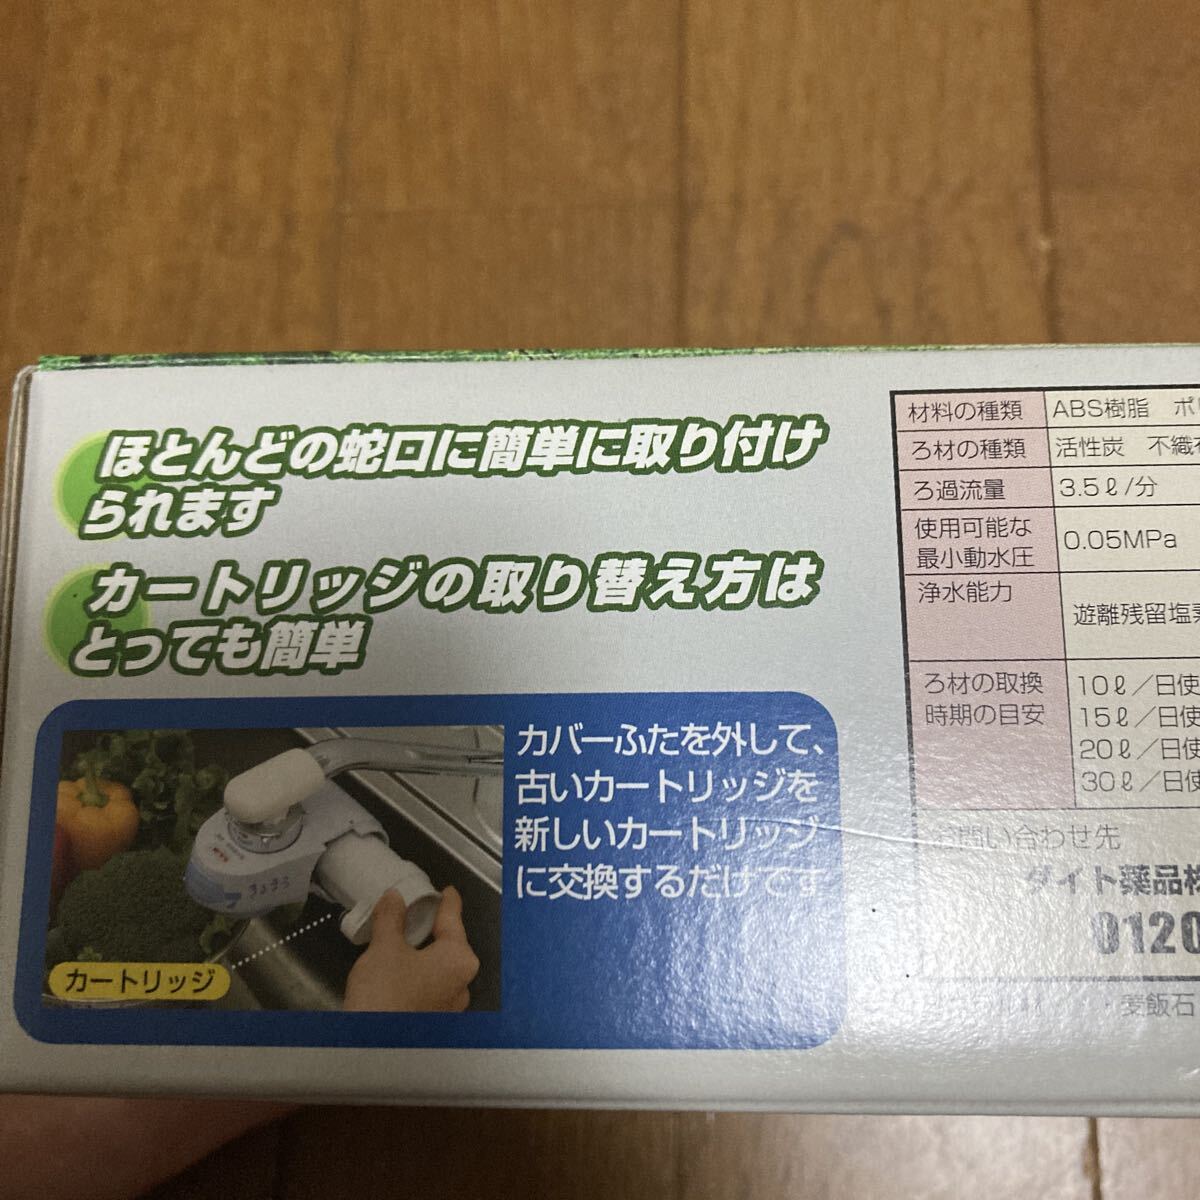 ほとんどの蛇口に簡単に取り付け
られます
カートリッジの取り替え方は
とっても簡単
カバーふたを外して、
古いカートリッジを
新しいカートリッジ
に交換するだけです
カートリッジ
材料の種類 ABS樹脂 ポ
ろ材の種類 活性炭 不織
ろ過流量 3.5ℓ/分
使用可能な
最小動水圧 0.05MPa
浄水能力 遊離残留塩
ろ材の取換
時期の目安
10ℓ/日使
15ℓ/日使
20ℓ/日使
30ℓ/日使
お問い合わせ先
ダイト薬品
0120
・麦飯石